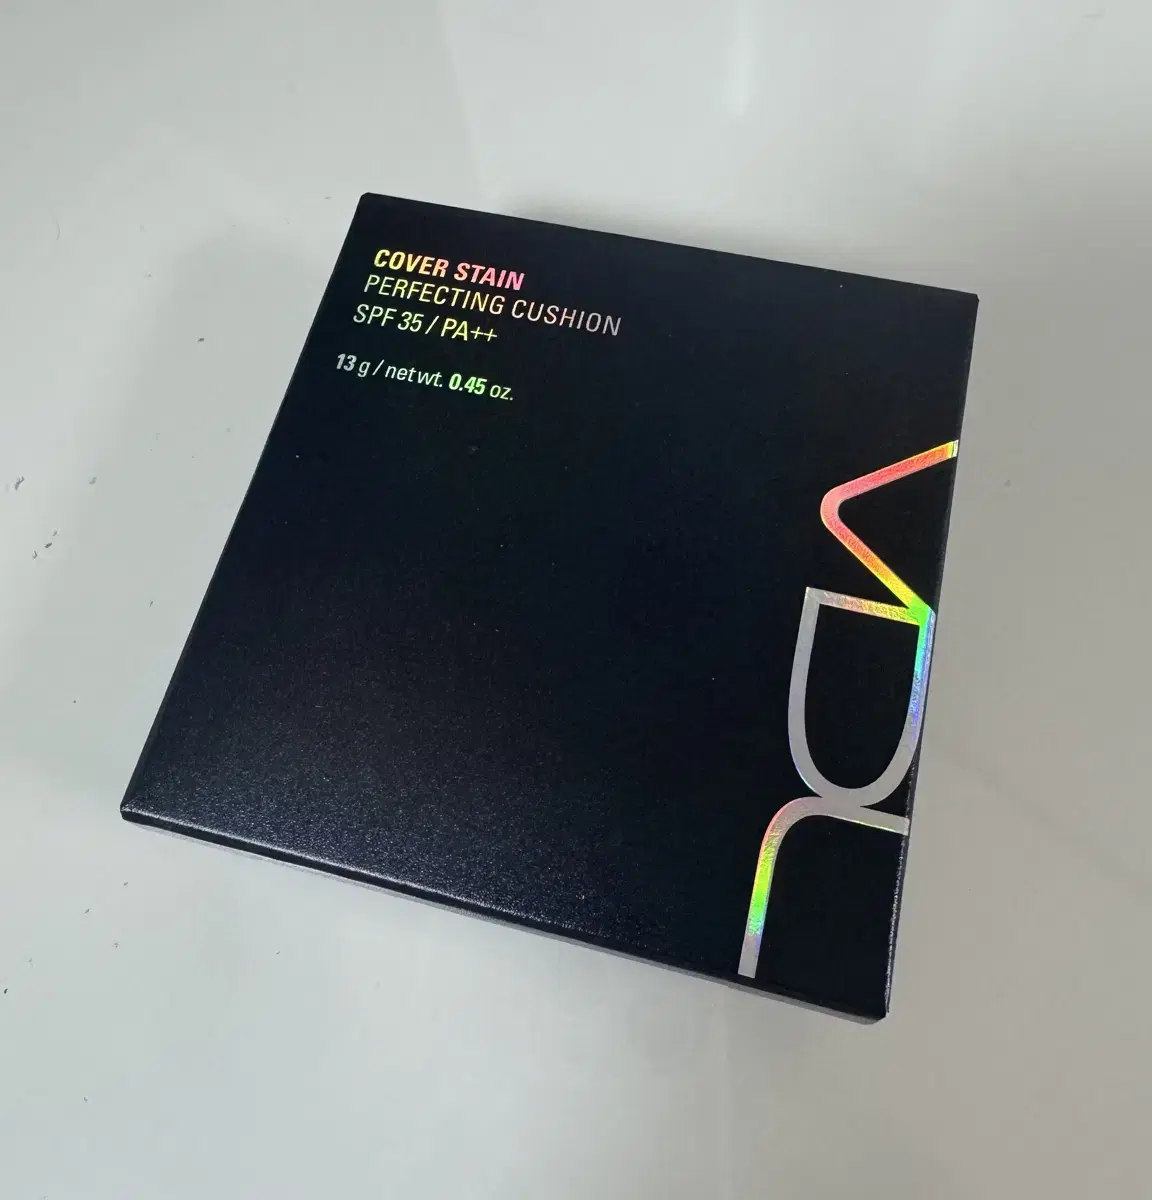 COVER STAIN
PERFECTING CUSHION
SPF 35 / PA++
13 g / net wt. 0.45 oz.
VDL